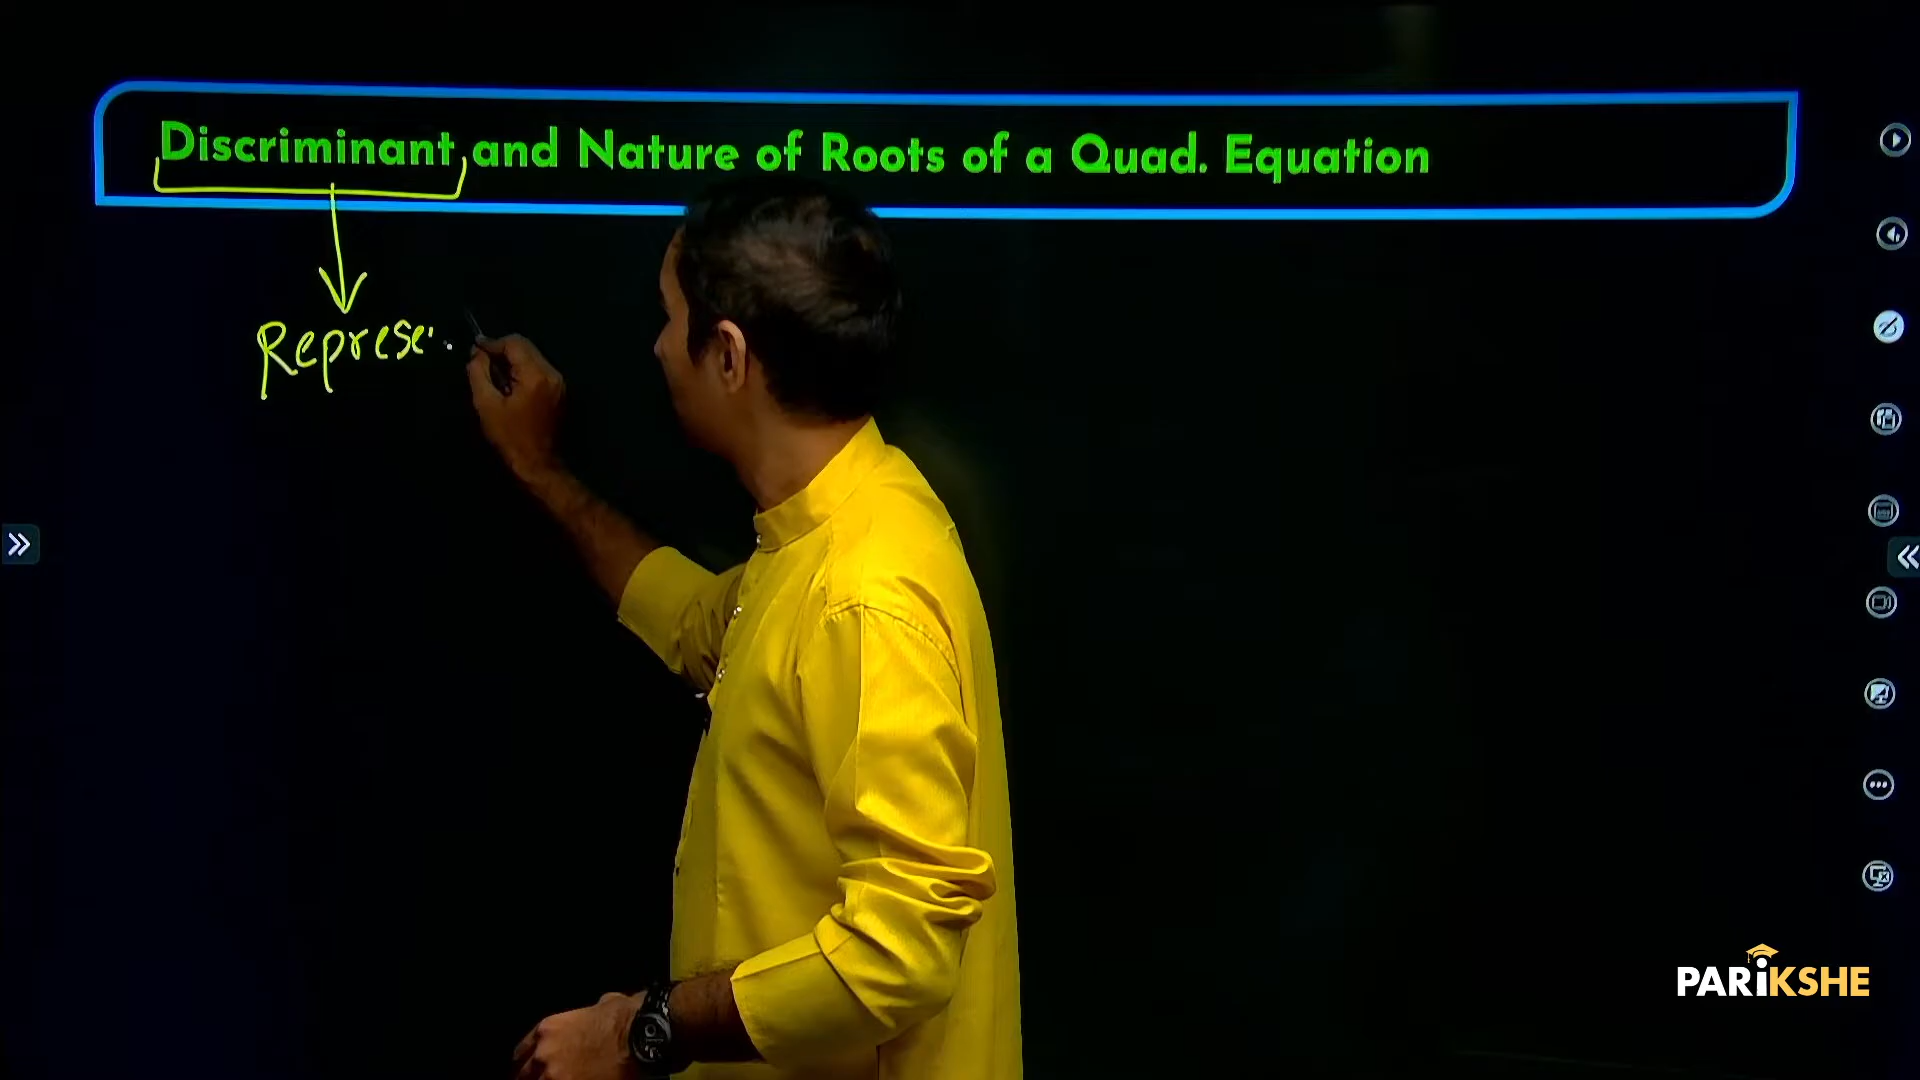 Discriminant and Nature of Roots of a Quad. Equation
Represe
PARiKSHE